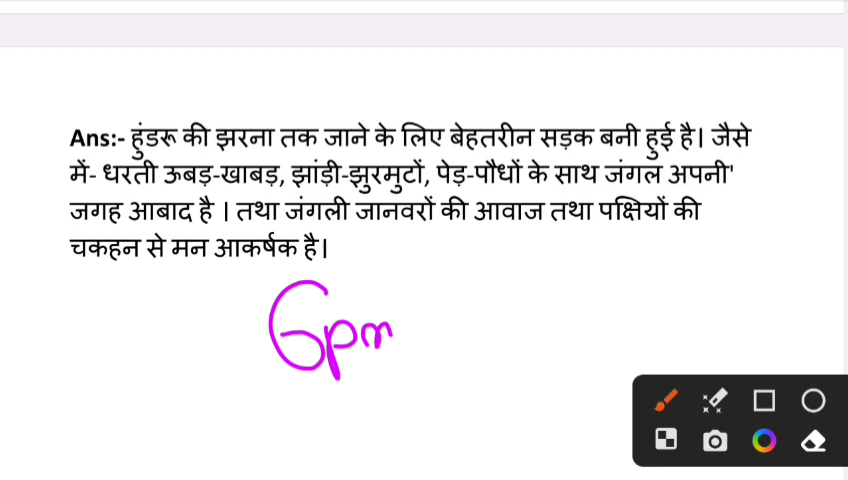 Ans:- हुंडरू की झरना तक जाने के लिए बेहतरीन सड़क बनी हुई है। जैसे
में- धरती ऊबड़-खाबड़, झांड़ी-झुरमुटों, पेड़-पौधों के साथ जंगल अपनी'
जगह आबाद है । तथा जंगली जानवरों की आवाज तथा पक्षियों की
चकहन से मन आकर्षक है।
6pm